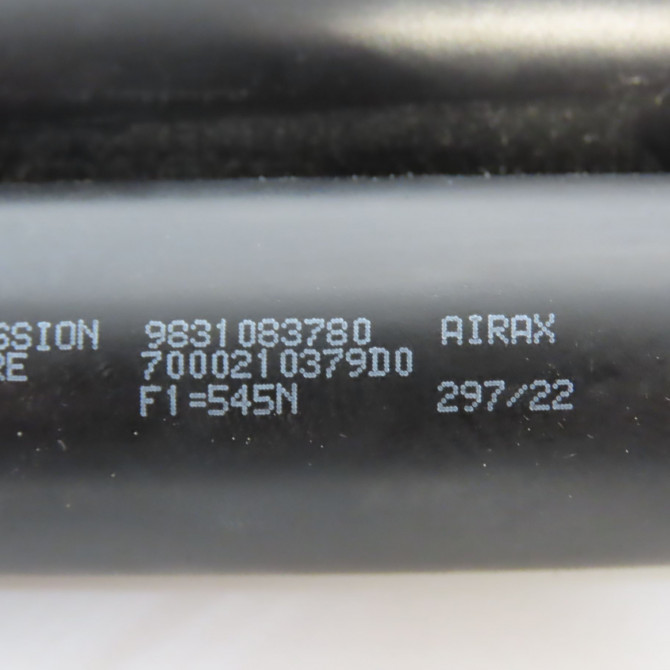 SSION 9831083780 AIRAX
RE 7000210379D0
F1=545N 297/22